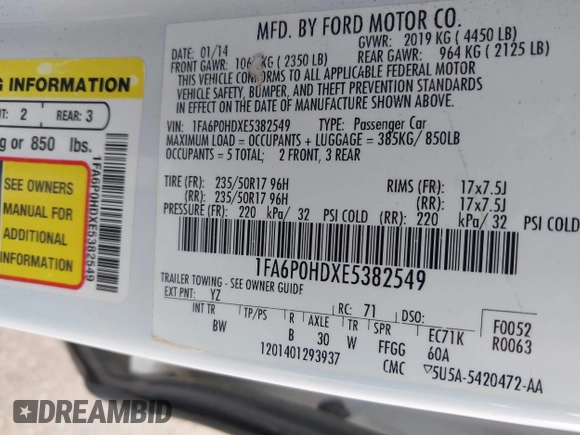 MFD. BY FORD MOTOR CO.
DATE: 01/14
GVWR: 2019 KG ( 4450 LB)
FRONT GAWR: KG ( 2350 LB)
REAR GAWR: 964 KG ( 2125 LB)
THIS VEHICLE CONFORMS TO ALL APPLICABLE FEDERAL MOTOR
VEHICLE SAFETY, BUMPER, AND THEFT PREVENTION STANDARDS
IN EFFECT ON THE DATE OF MANUFACTURE SHOWN ABOVE.
VIN: 1FA6P0HDXE5382549 TYPE: Passenger Car
MAXIMUM LOAD = OCCUPANTS + LUGGAGE = 385KG/ 850LB
OCCUPANTS = 5 TOTAL; 2 FRONT, 3 REAR
TIRE (FR): 235/50R17 96H RIMS (FR): 17x7.5J
(RR): 235/50R17 96H (RR): 17x7.5J
PRESSURE (FR): 220 kPa/ 32 PSI COLD (RR): 220 kPa/ 32 PSI COLD
1FA6P0HDXE5382549
TRAILER TOWING - SEE OWNER GUIDE
EXT PNT: YZ RC: 71 DSO:
INT TR TP/PS R AXLE TR SPR EC71K F0052
BW B 30 W FFGG 60A R0063
1201401293937 CMC 5U5A-5420472-AA
G INFORMATION
NT: 2 REAR: 3
g or 850 lbs.
SEE OWNERS
MANUAL FOR
ADDITIONAL
INFORMATION
1FA6P0HDXE5382549
DREAMBID